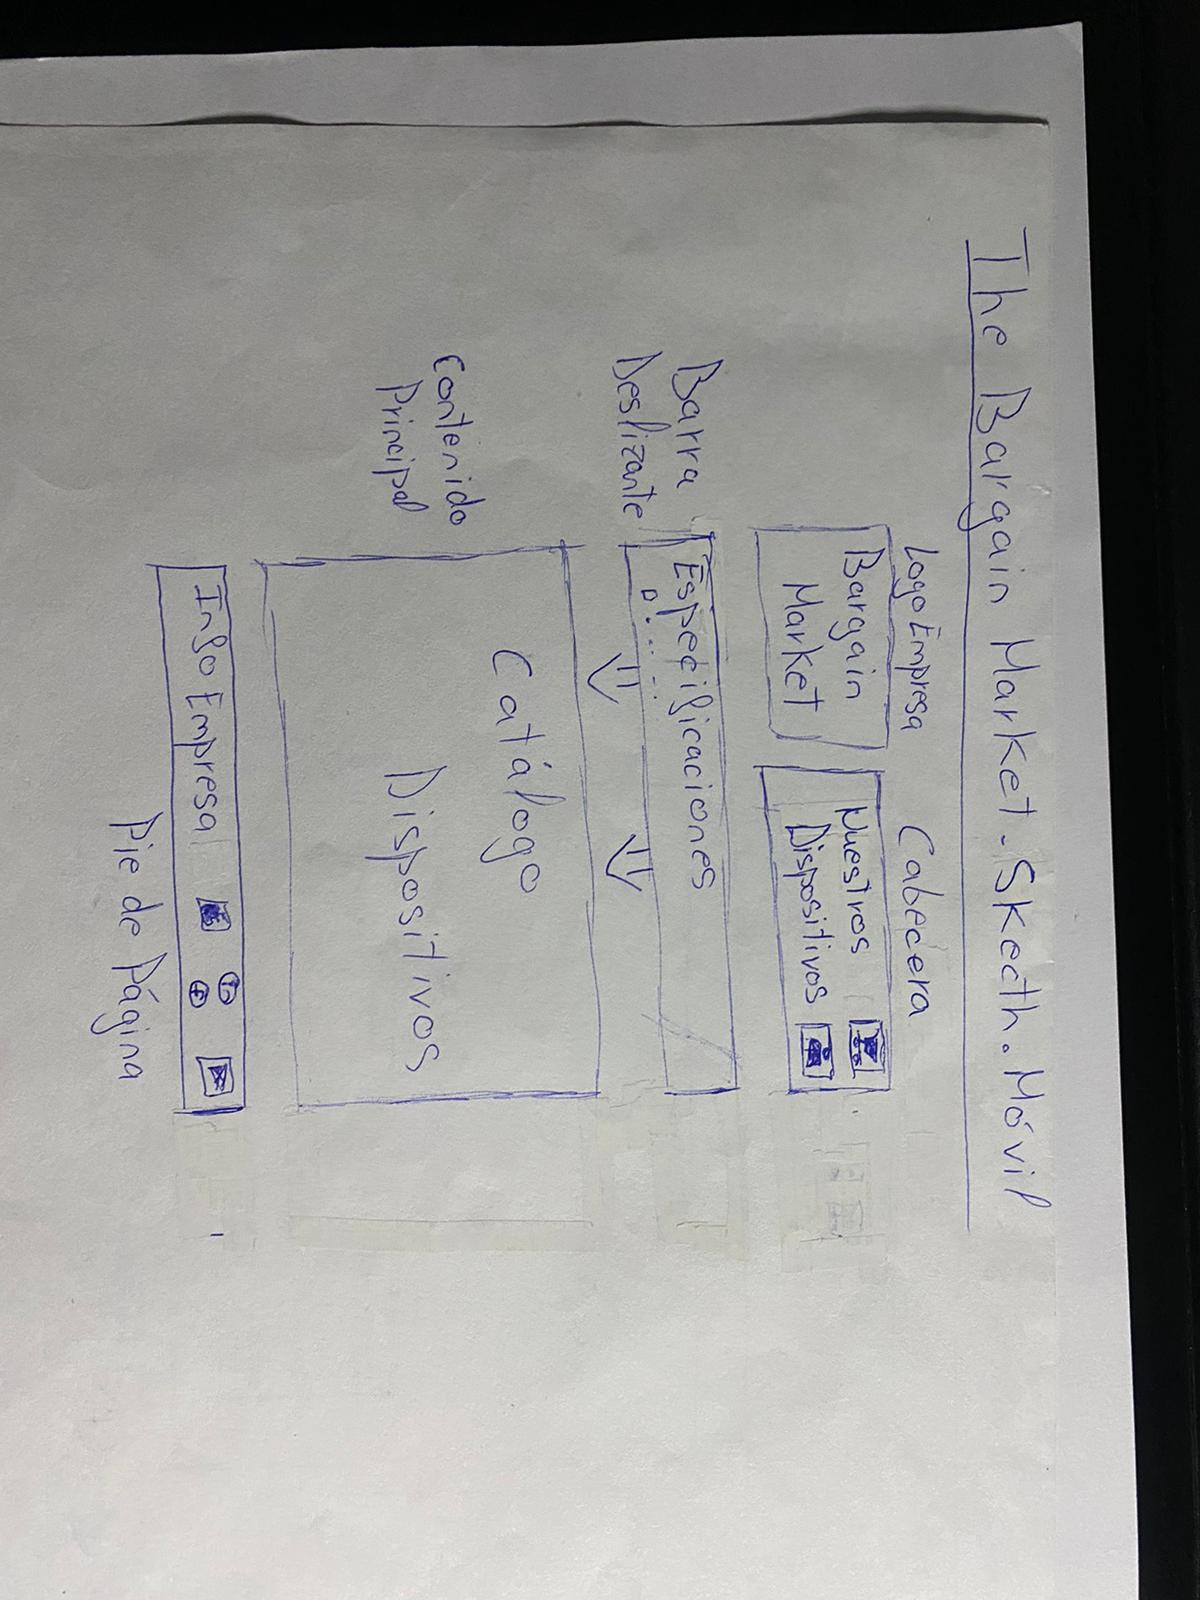 The Bargain Market. Skecth. Móvil
Logo Empresa
Cabecera
Bargain
Market
Nuestros
Dispositivos
Barra
Deslizante
Especificaciones
Contenido
Principal
Catálogo
Dispositivos
Info Empresa
Pie de Página